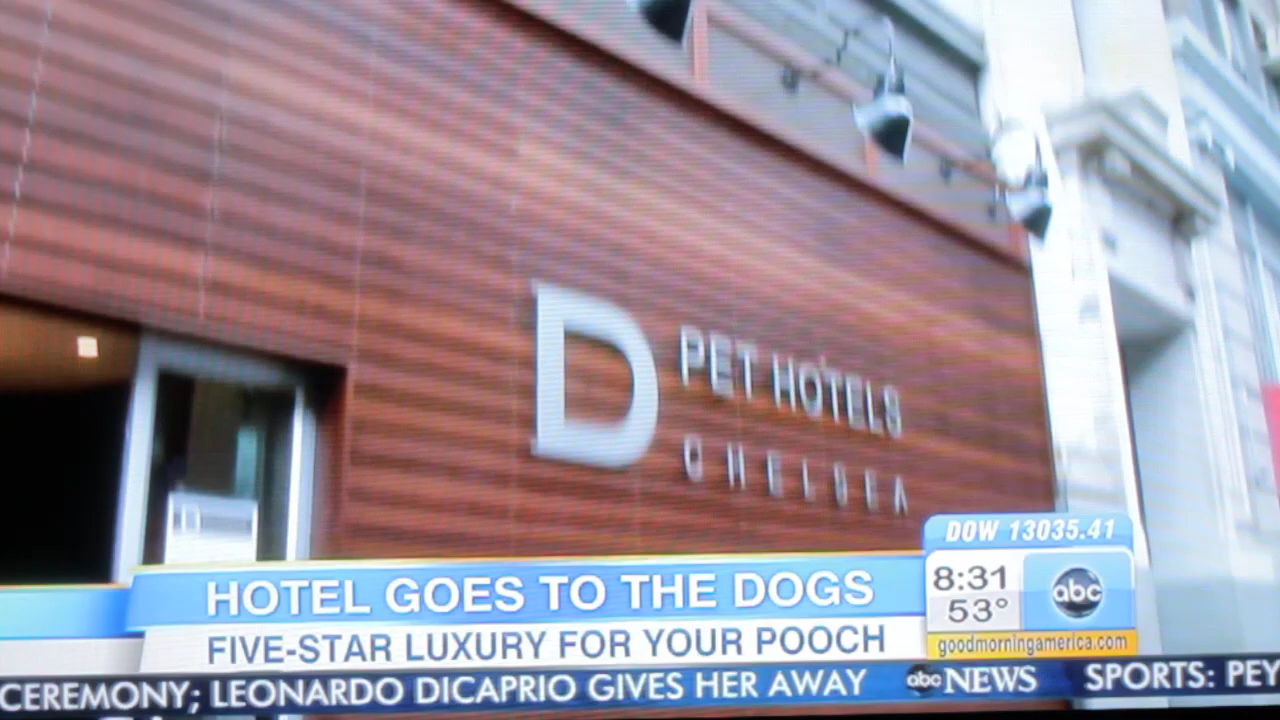 D
PET HOTELS
CHELSEA
DOW 13035.41
HOTEL GOES TO THE DOGS
8:31
53°
abc
FIVE-STAR LUXURY FOR YOUR POOCH
goodmorningamerica.com
CEREMONY; LEONARDO DICAPRIO GIVES HER AWAY abc NEWS SPORTS: PEY